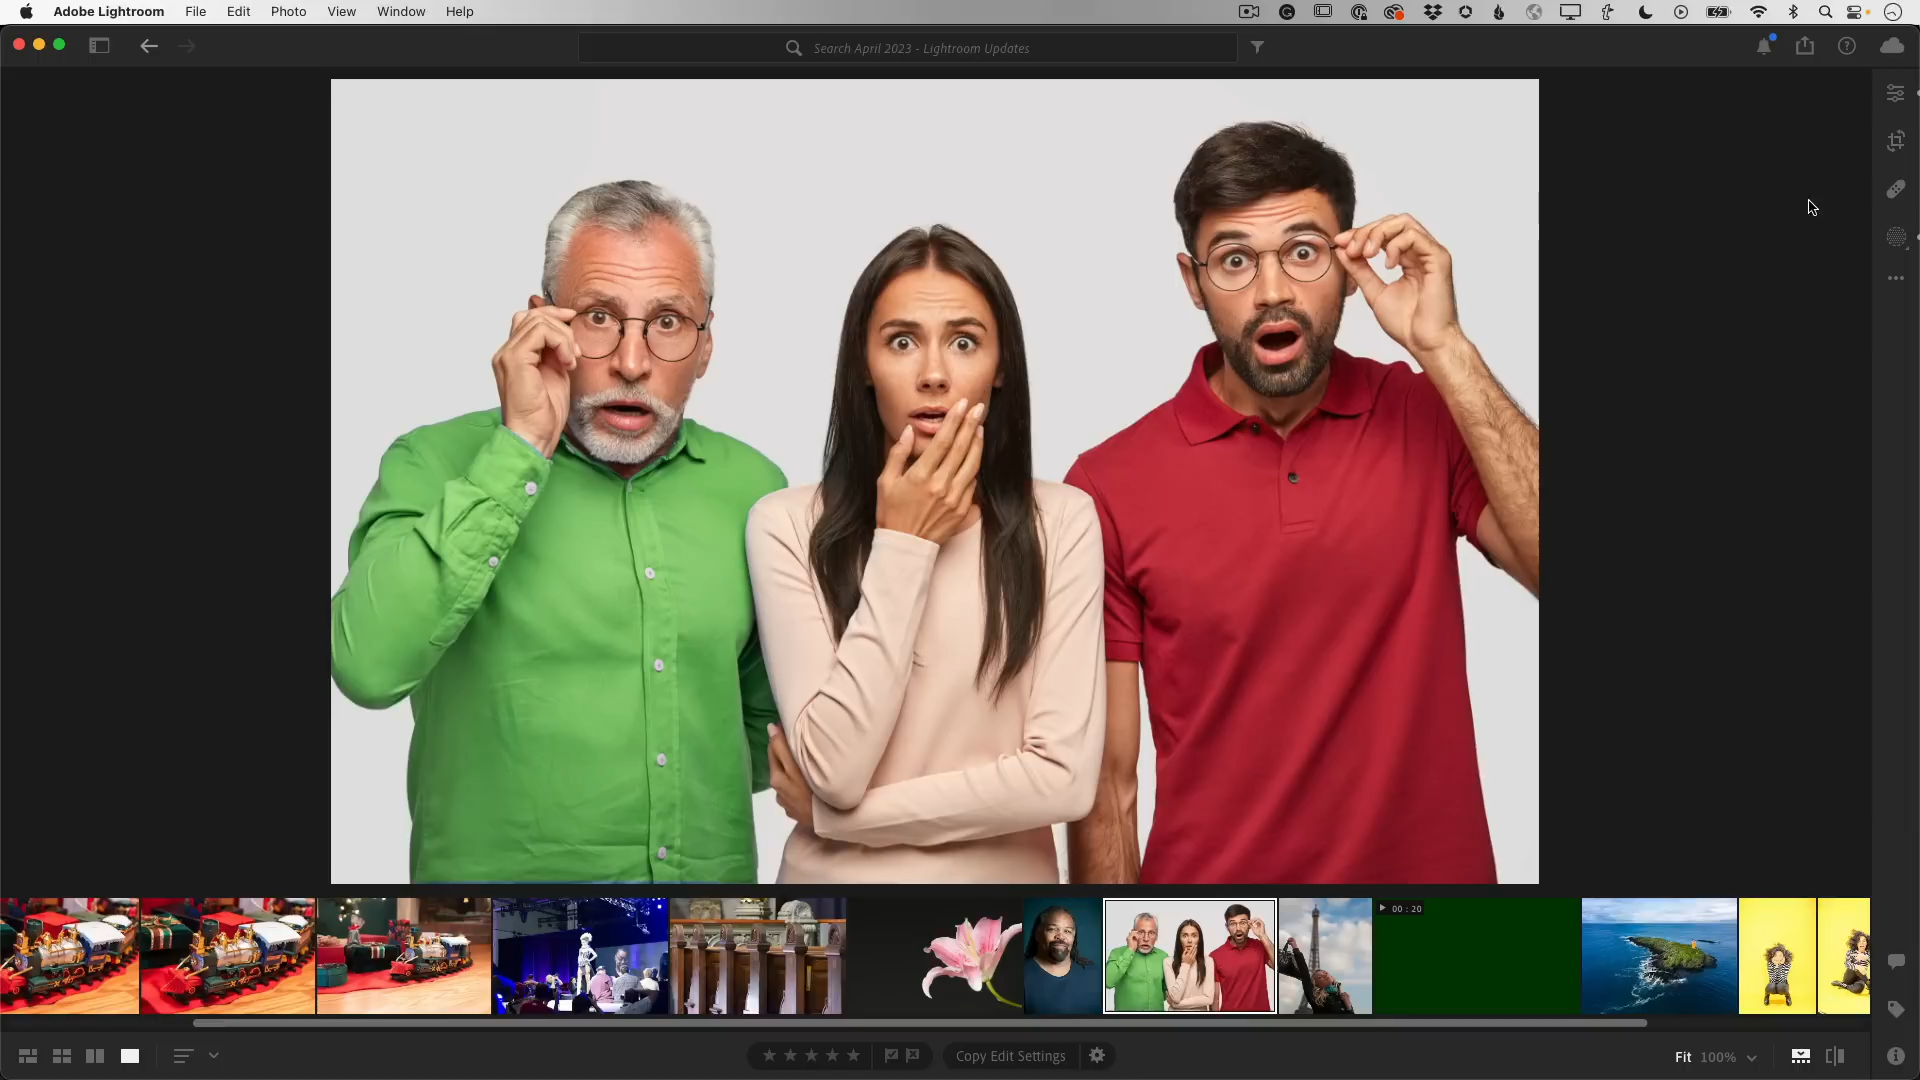 Adobe Lightroom File Edit Photo View Window Help
Search April 2023 - Lightroom Updates
00 : 20
Copy Edit Settings
Fit 100%